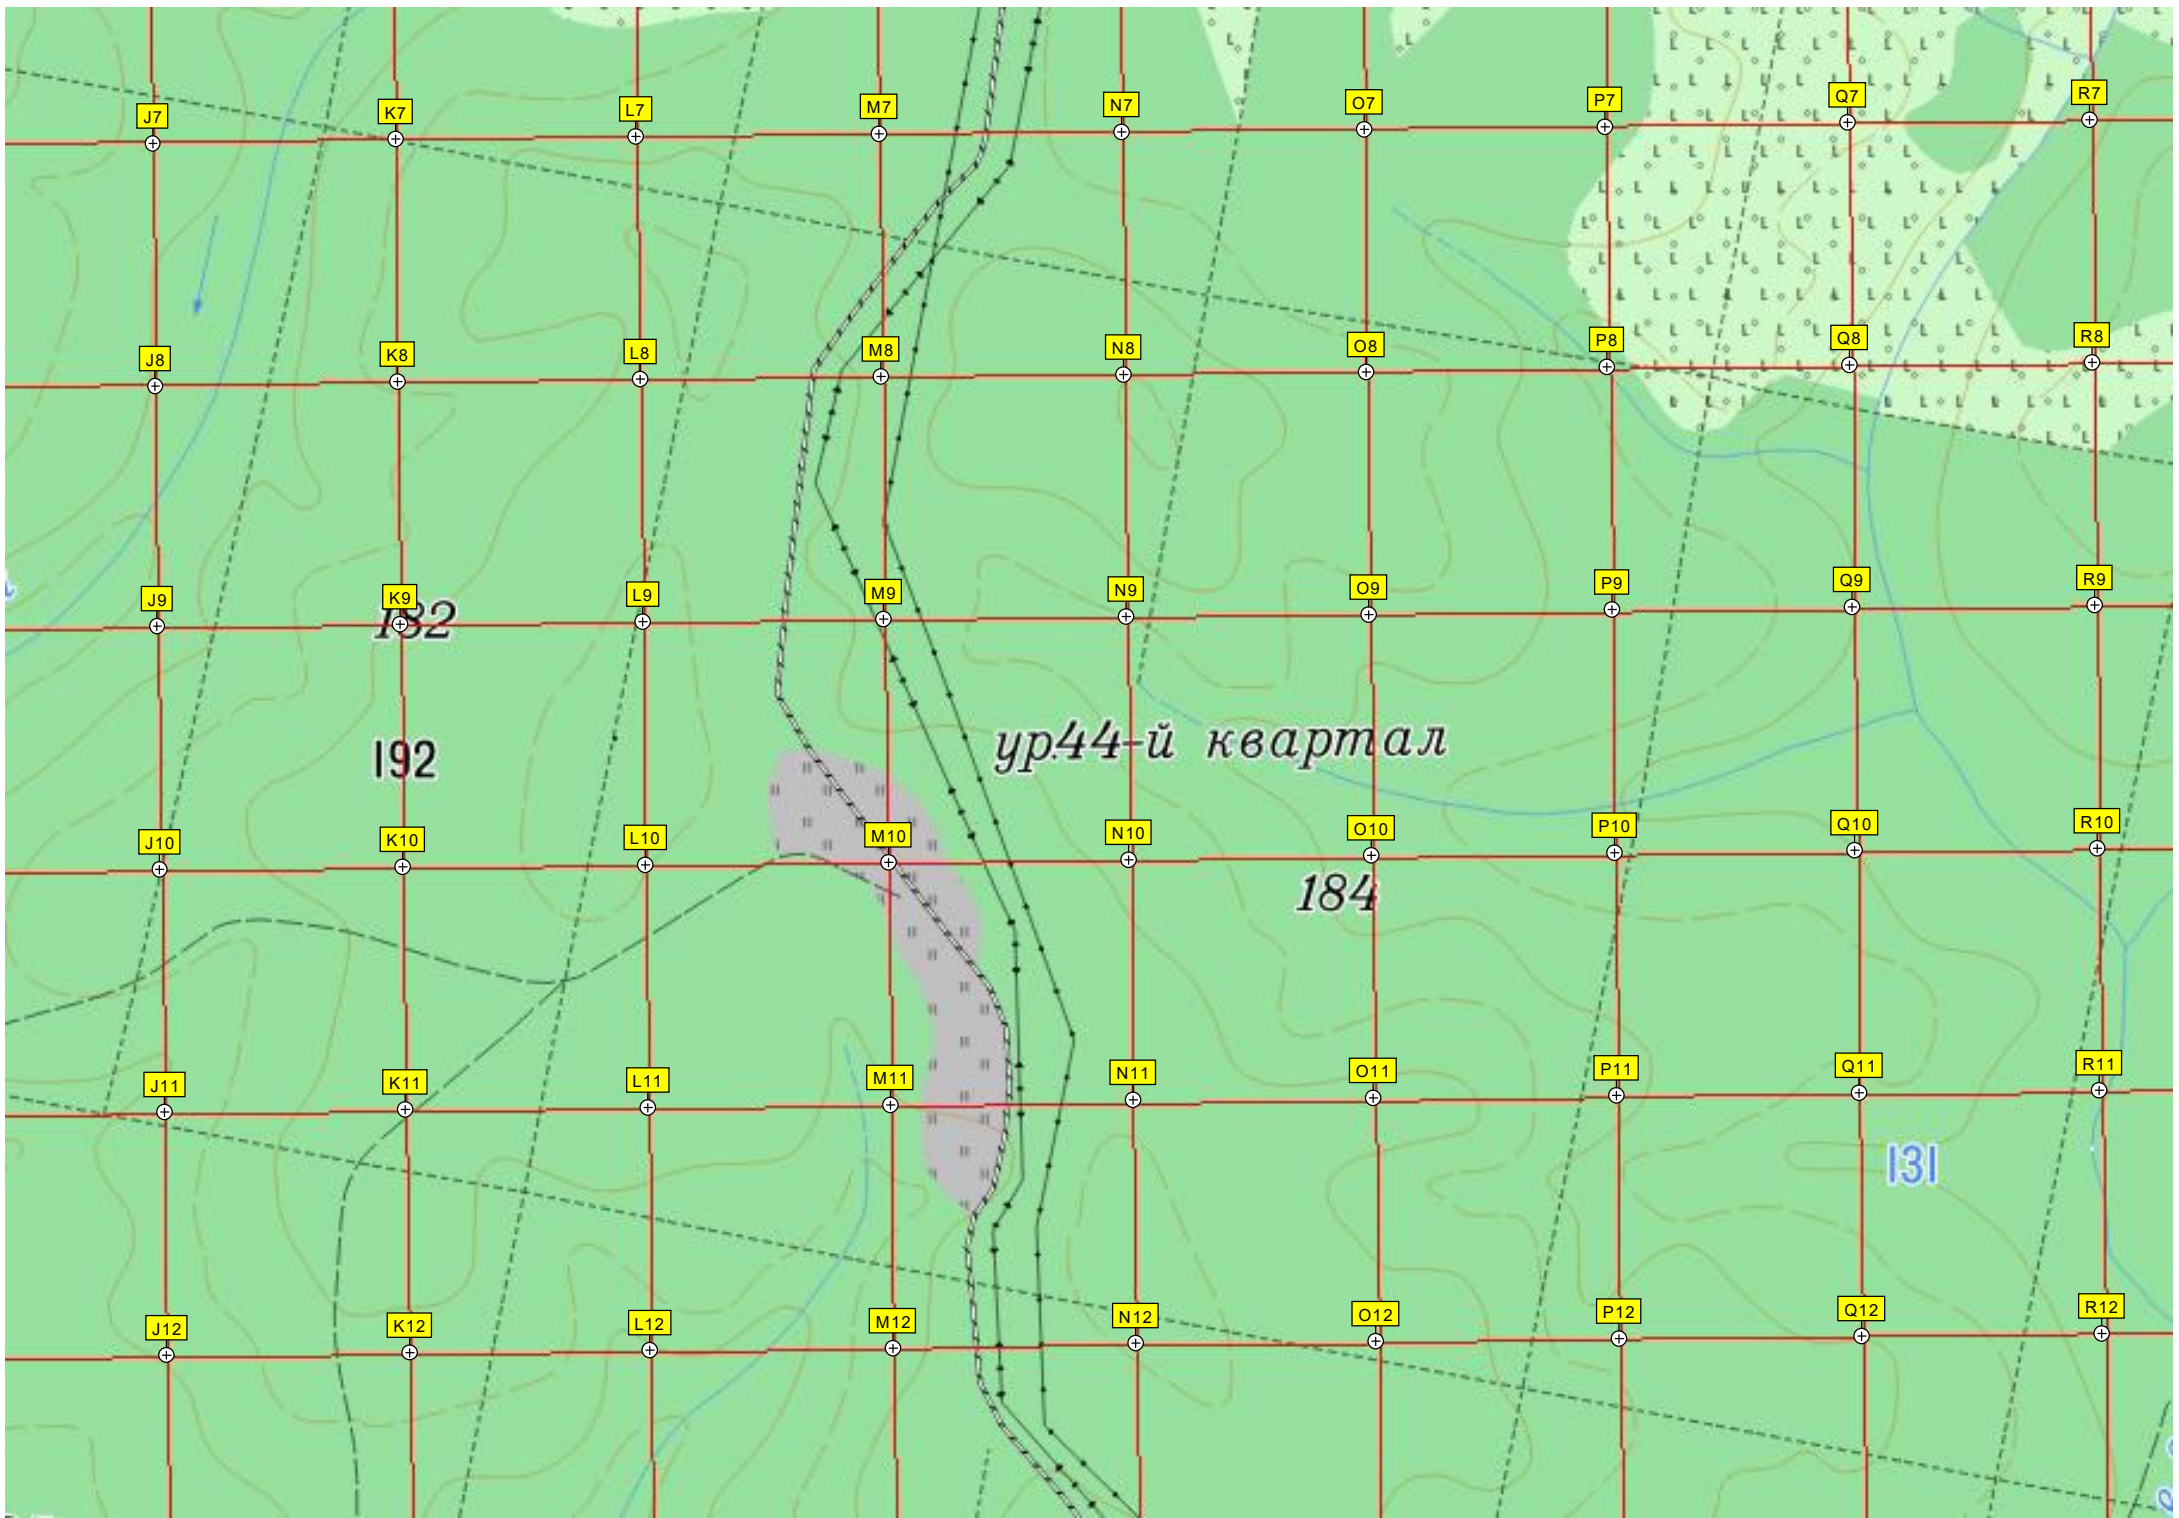 J7 K7 L7 M7 N7 O7 P7 Q7 R7
J8 K8 L8 M8 N8 O8 P8 Q8 R8
J9 K9 L9 M9 N9 O9 P9 Q9 R9
182
ур.44-й квартал
192
J10 K10 L10 M10 N10 O10 P10 Q10 R10
184
J11 K11 L11 M11 N11 O11 P11 Q11 R11
131
J12 K12 L12 M12 N12 O12 P12 Q12 R12